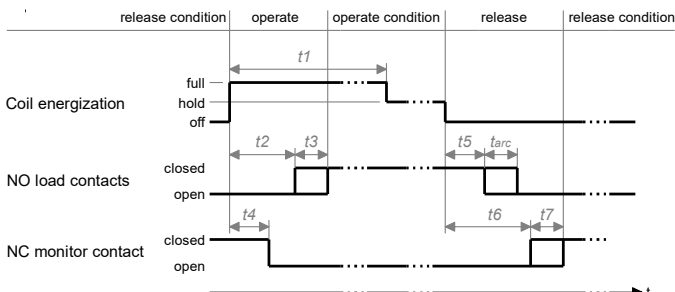 release condition operate operate condition release release condition
t1
full
Coil energization hold
off
t2 t3 t5 tarc
closed
NO load contacts
open
t4 t6 t7
closed
NC monitor contact
open
t